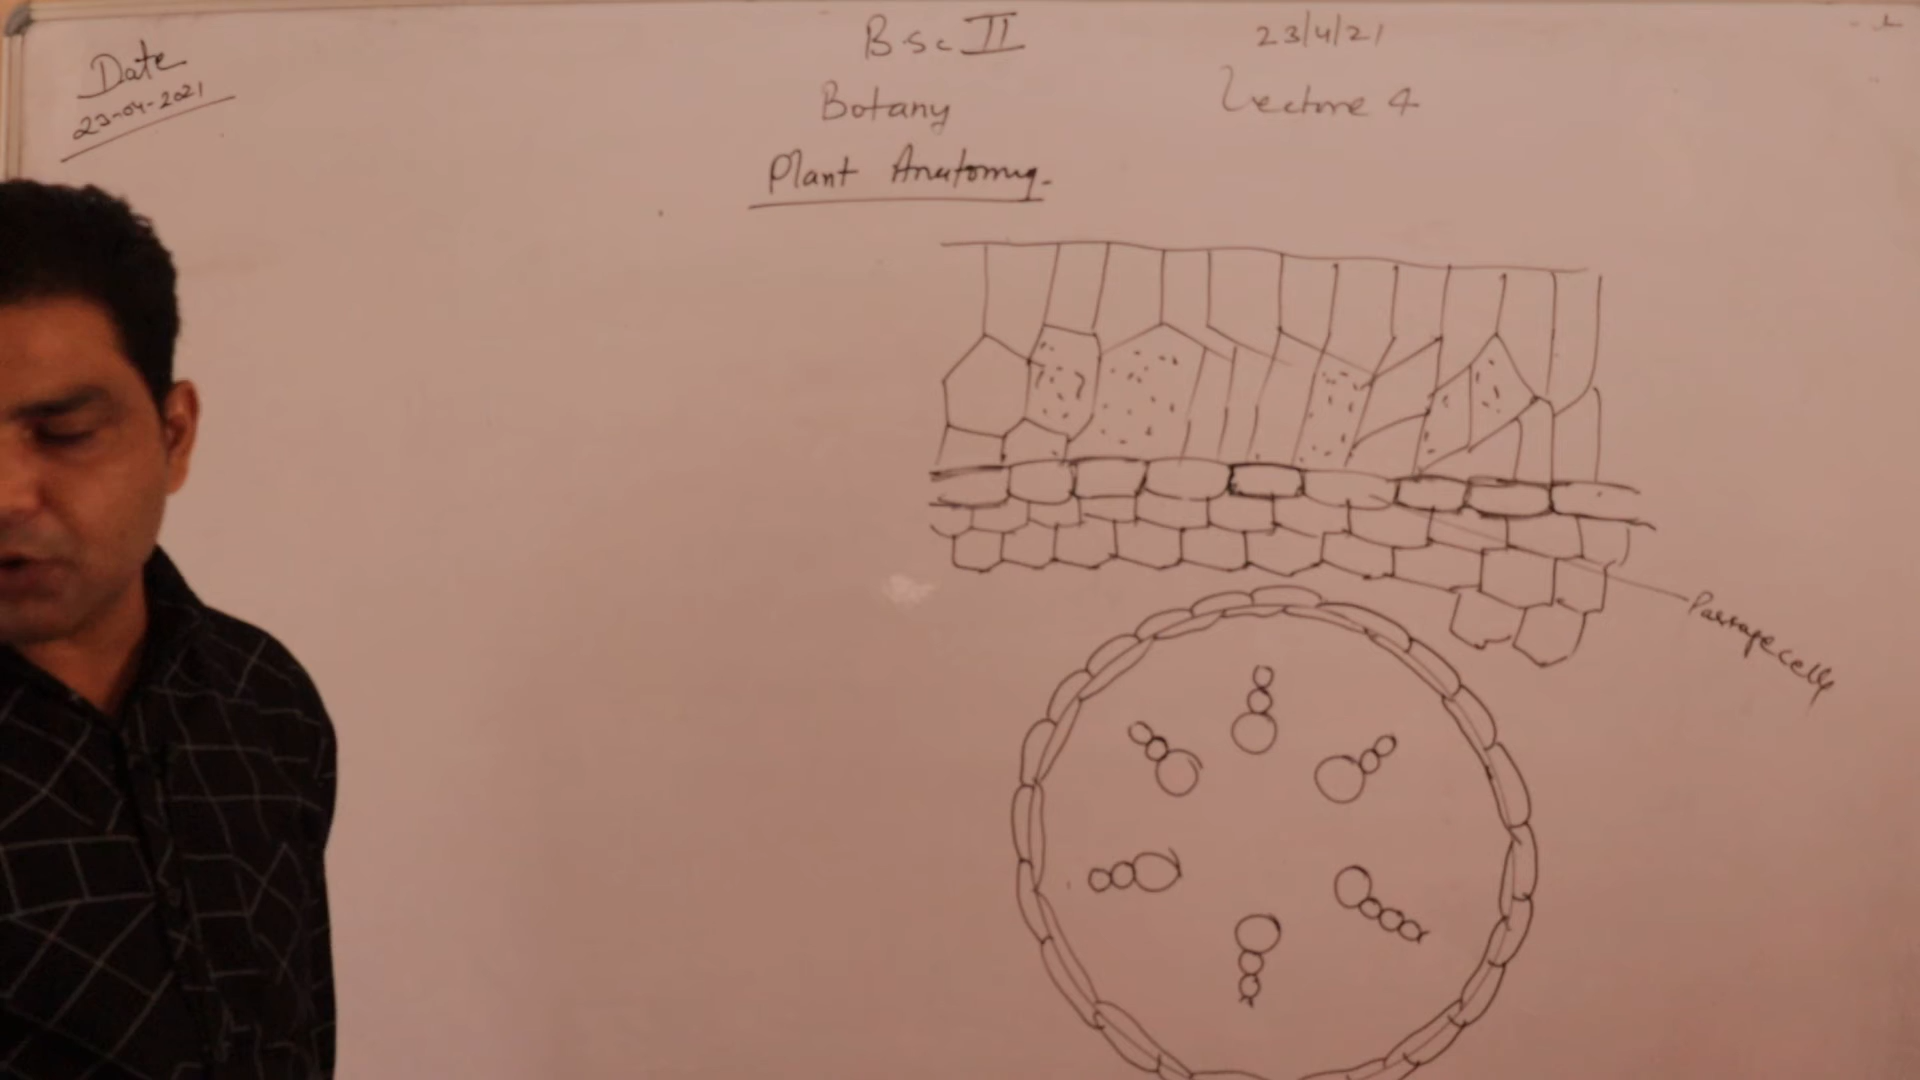 Date
23-04-2021
B.Sc II
23/4/21
Botany
Lecture 4
Plant Anatomy.
Passage cells